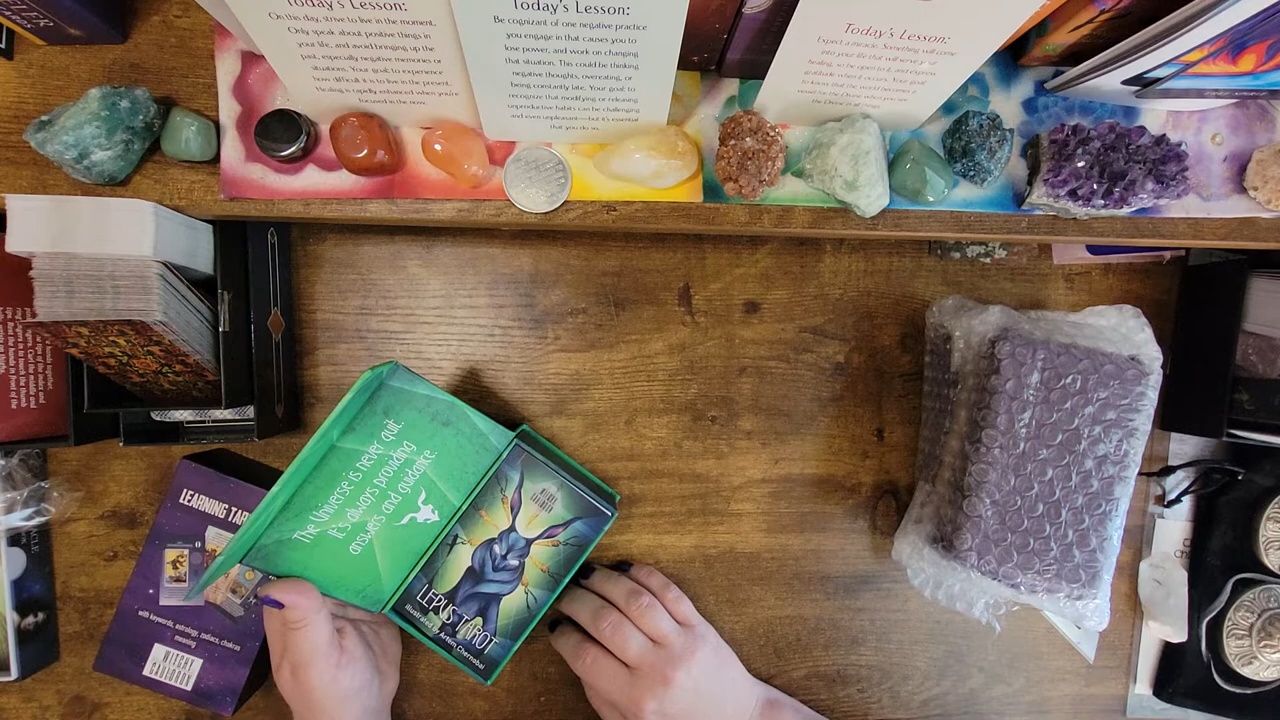 Today's Lesson:
On this day, strive to live in the moment.
Only speak about positive things in
your life, and avoid bringing up the
past, especially negative memories or
situations. Your goal: to experience
how difficult it is to live in the present.
Healing is rapidly enhanced when you're
focused in the now.
Today's Lesson:
Be cognizant of one negative practice
you engage in that causes you to
lose power, and work on changing
that situation. This could be thinking
negative thoughts, overeating, or
being constantly late. Your goal: to
recognize that modifying or releasing
unproductive habits can be challenging
and even unpleasant—but it's essential
that you do so.
Today's Lesson:
Expect a miracle. Something will come
into your life that will serve your
healing, so be open to it, and express
gratitude when it occurs. Your goal:
to know that the world becomes a
vessel for the Divine when you see
the Divine in all
LEARNING TAR
with keywords, astrology, zodiacs, chakras
meaning
WITCHY
CAULDRON
The Universe is never quit.
It's always providing
answers and guidance.
WITCHY
CAULDRON
LEPUS TAROT
illustrated by Artem Chernobai